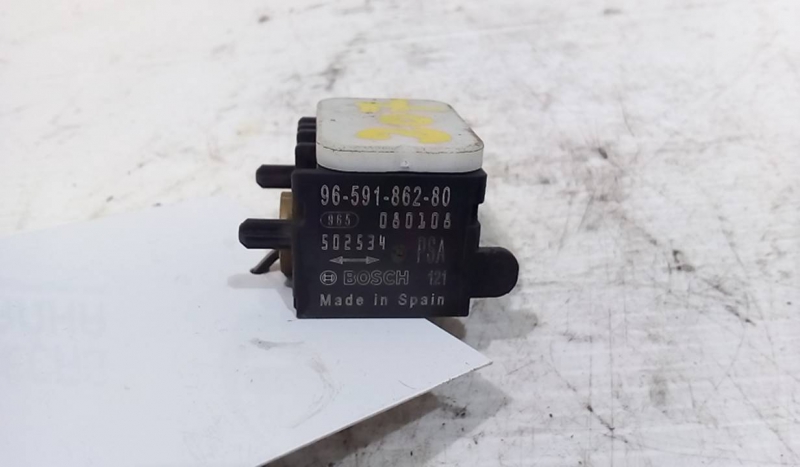 96-591-862-80
965 080108
502534 PSA
BOSCH 121
Made in Spain